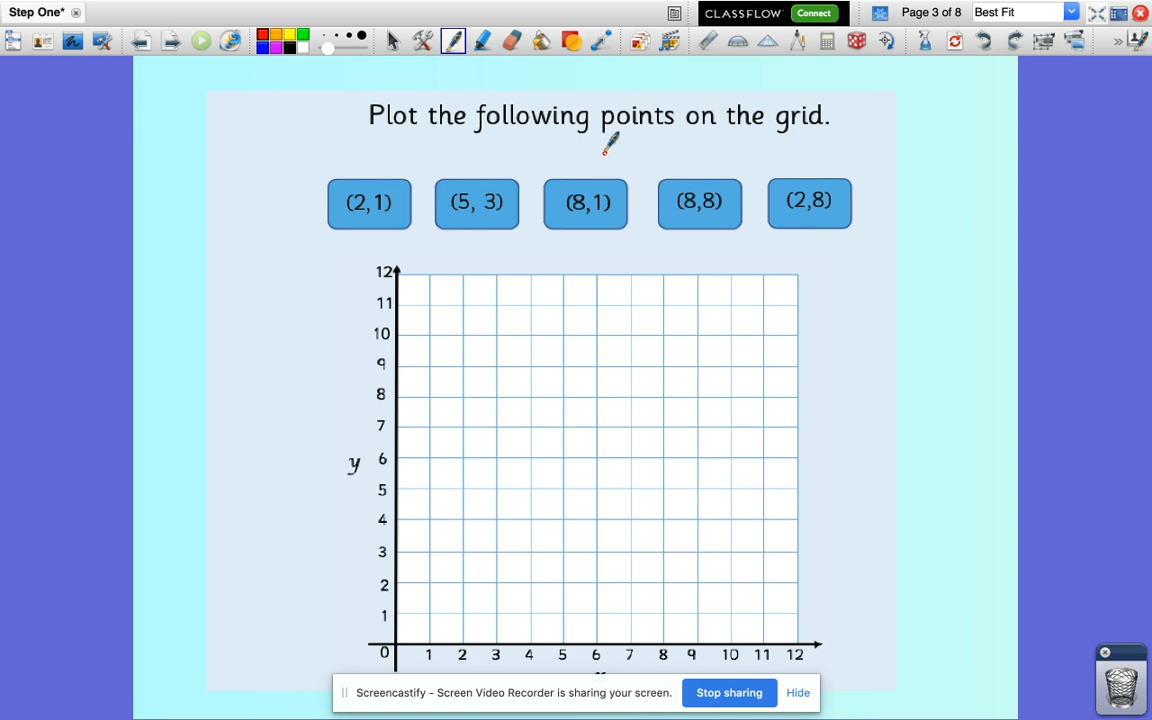 Step One*
CLASSFLOW Connect
Page 3 of 8
Best Fit
Plot the following points on the grid.
(2,1) (5, 3) (8,1) (8,8) (2,8)
12
11
10
9
8
7
y 6
5
4
3
2
1
0 1 2 3 4 5 6 7 8 9 10 11 12
Screencastify - Screen Video Recorder is sharing your screen. Stop sharing Hide